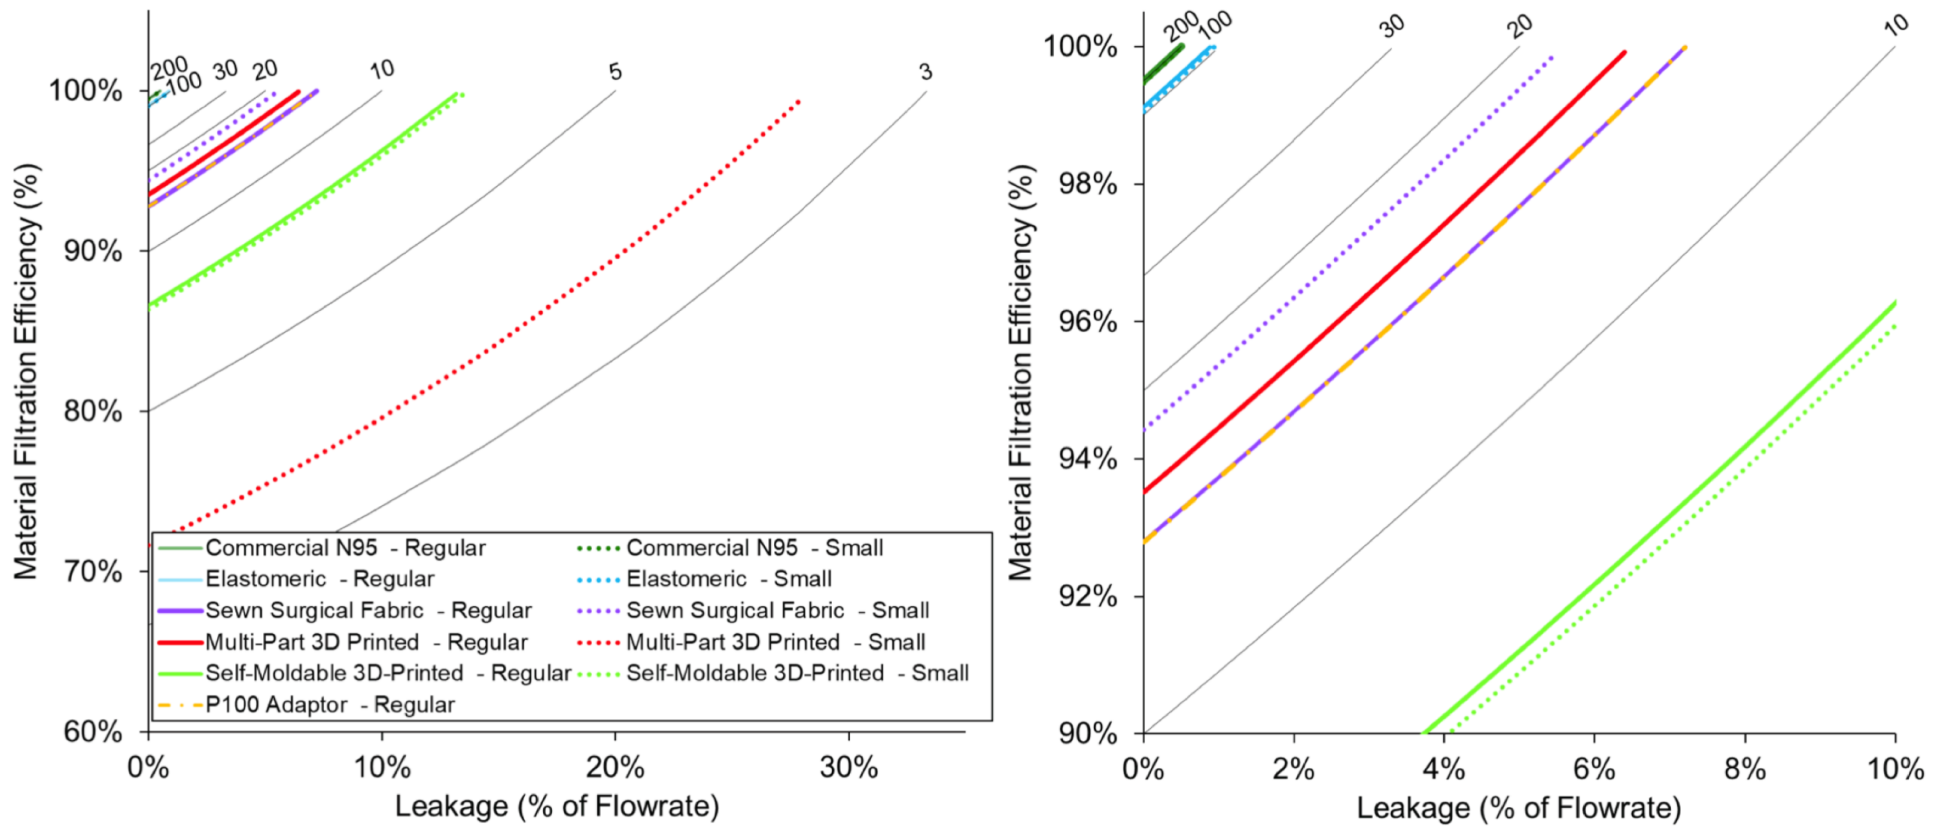 200
100
30
20
10
5
3
100%
90%
80%
70%
60%
Material Filtration Efficiency (%)
Commercial N95 - Regular
Commercial N95 - Small
Elastomeric - Regular
Elastomeric - Small
Sewn Surgical Fabric - Regular
Sewn Surgical Fabric - Small
Multi-Part 3D Printed - Regular
Multi-Part 3D Printed - Small
Self-Moldable 3D-Printed - Regular
Self-Moldable 3D-Printed - Small
P100 Adaptor - Regular
0%
10%
20%
30%
Leakage (% of Flowrate)
200
100
30
20
10
100%
98%
96%
94%
92%
90%
Material Filtration Efficiency (%)
0%
2%
4%
6%
8%
10%
Leakage (% of Flowrate)